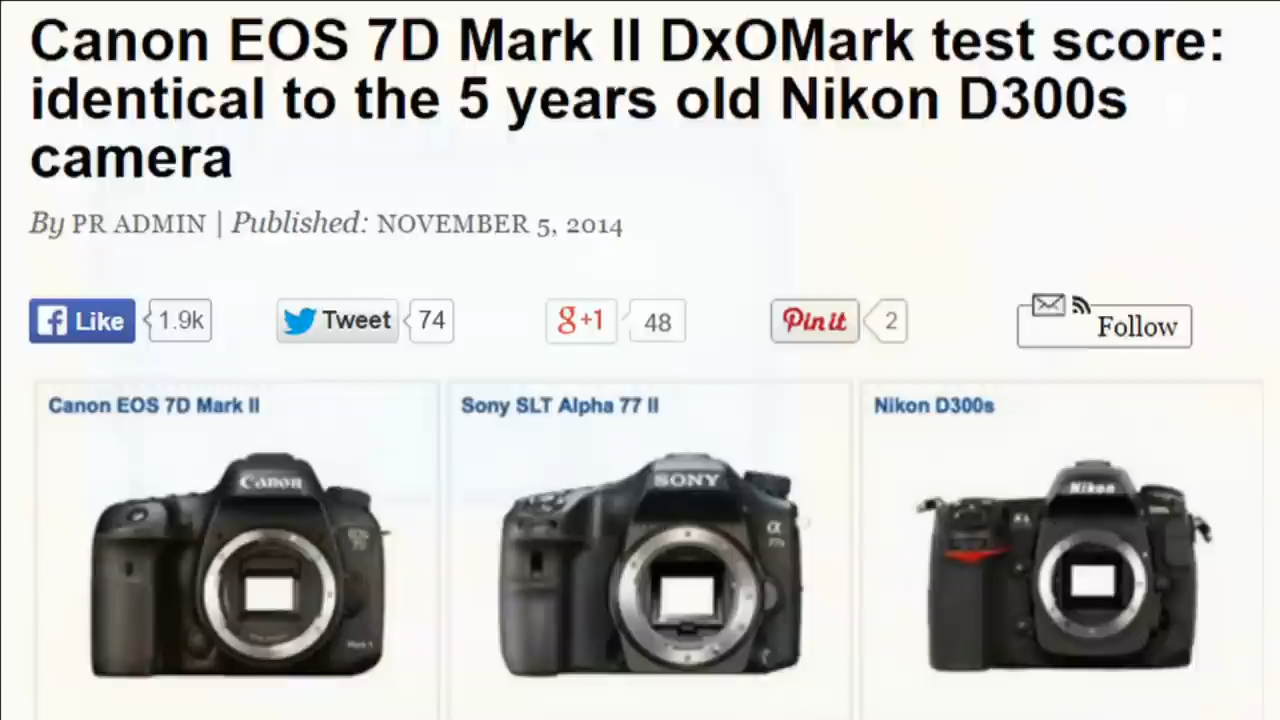 Canon EOS 7D Mark II DxOMark test score:
identical to the 5 years old Nikon D300s
camera
By PR ADMIN | Published: NOVEMBER 5, 2014
Like 1.9k Tweet 74 g+1 48 Pin it 2 Follow
Canon EOS 7D Mark II Sony SLT Alpha 77 II Nikon D300s
Canon SONY Nikon